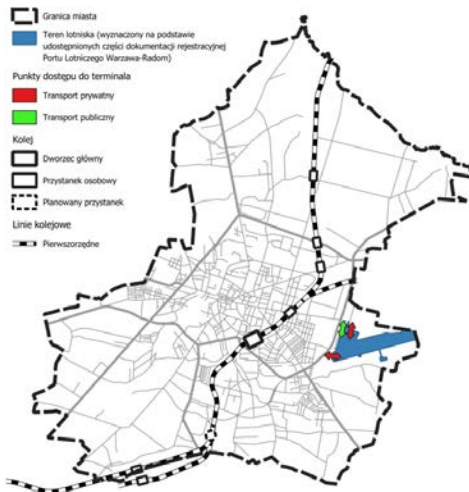 Granica miasta
Teren lotniska (wyznaczony na podstawie
udostępnionych części dokumentacji rejestracyjnej
Portu Lotniczego Warzawa-Radom)
Punkty dostępu do terminala
Transport prywatny
Transport publiczny
Kolej
Dworzec główny
Przystanek osobowy
Planowany przystanek
Linie kolejowe
Pierwszorzędne